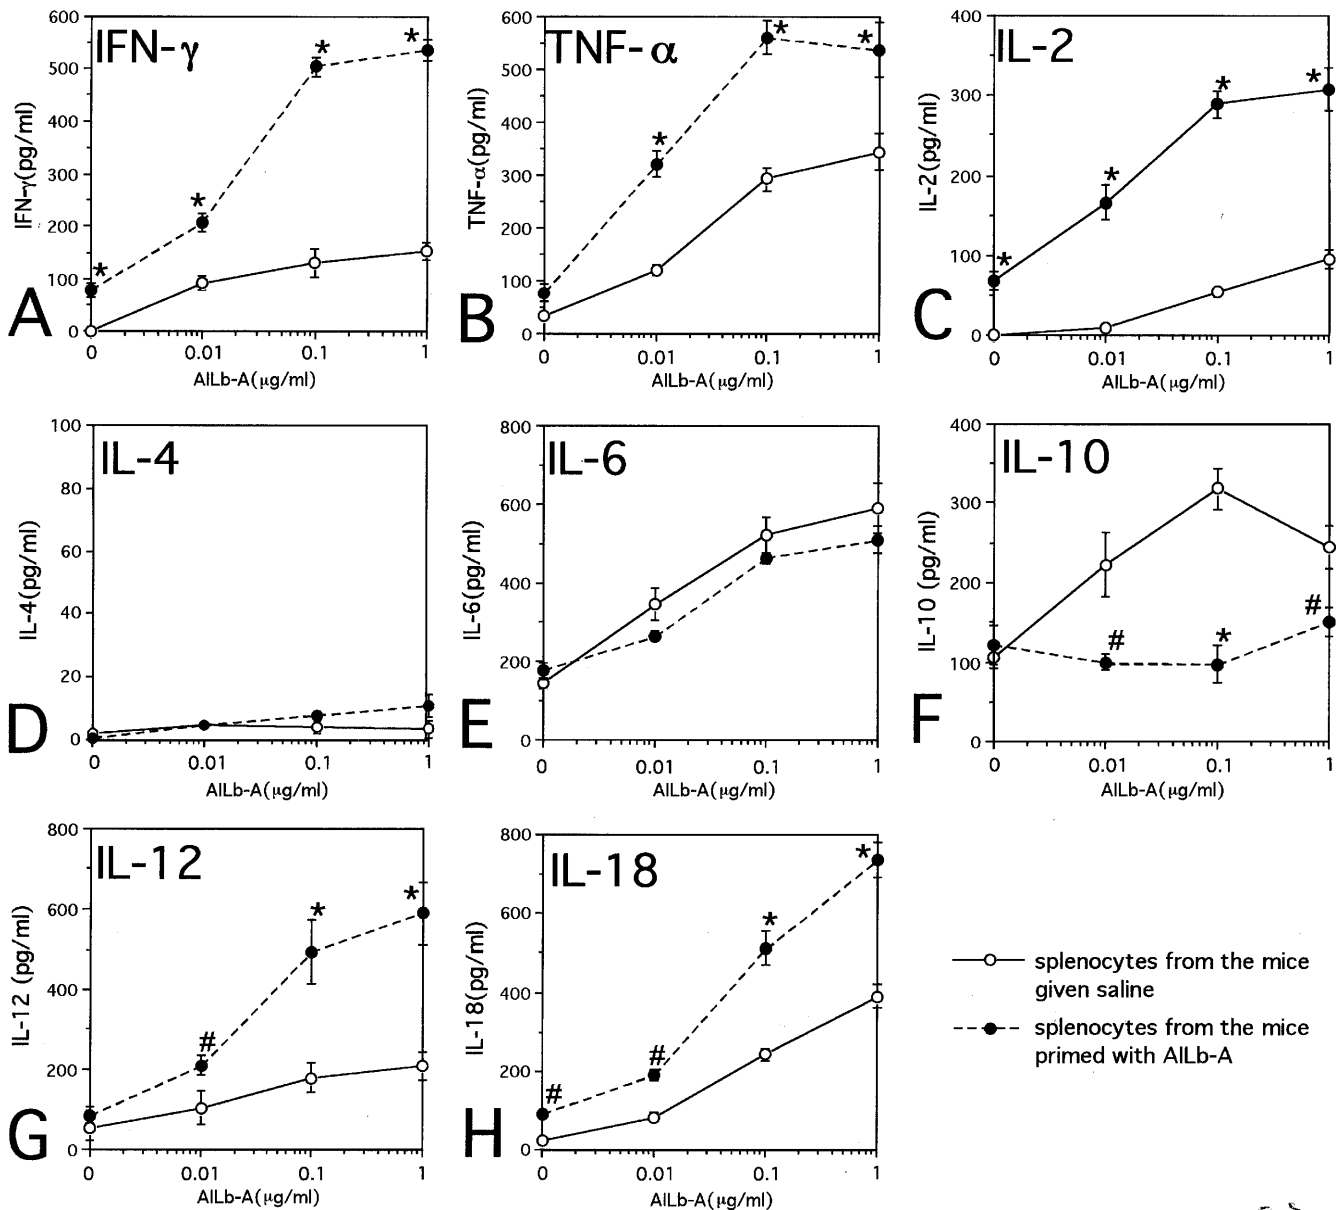 IFN-γ
600
500
400
300
200
100
0
IFN-γ(pg/ml)
*
*
*
*
A
0 0.01 0.1 1
AILb-A(μg/ml)
TNF-α
600
500
400
300
200
100
0
TNF-α(pg/ml)
*
*
*
B
0 0.01 0.1 1
AILb-A(μg/ml)
IL-2
400
300
200
100
0
IL-2(pg/ml)
*
*
*
*
C
0 0.01 0.1 1
AILb-A(μg/ml)
IL-4
100
80
60
40
20
0
IL-4(pg/ml)
D
0 0.01 0.1 1
AILb-A(μg/ml)
IL-6
800
600
400
200
0
IL-6(pg/ml)
E
0 0.01 0.1 1
AILb-A(μg/ml)
IL-10
400
300
200
100
0
IL-10 (pg/ml)
#
*
#
F
0 0.01 0.1 1
AILb-A(μg/ml)
IL-12
800
600
400
200
0
IL-12 (pg/ml)
#
*
*
G
0 0.01 0.1 1
AILb-A(μg/ml)
IL-18
800
600
400
200
0
IL-18(pg/ml)
#
#
*
*
H
0 0.01 0.1 1
AILb-A(μg/ml)
splenocytes from the mice
given saline
splenocytes from the mice
primed with AILb-A